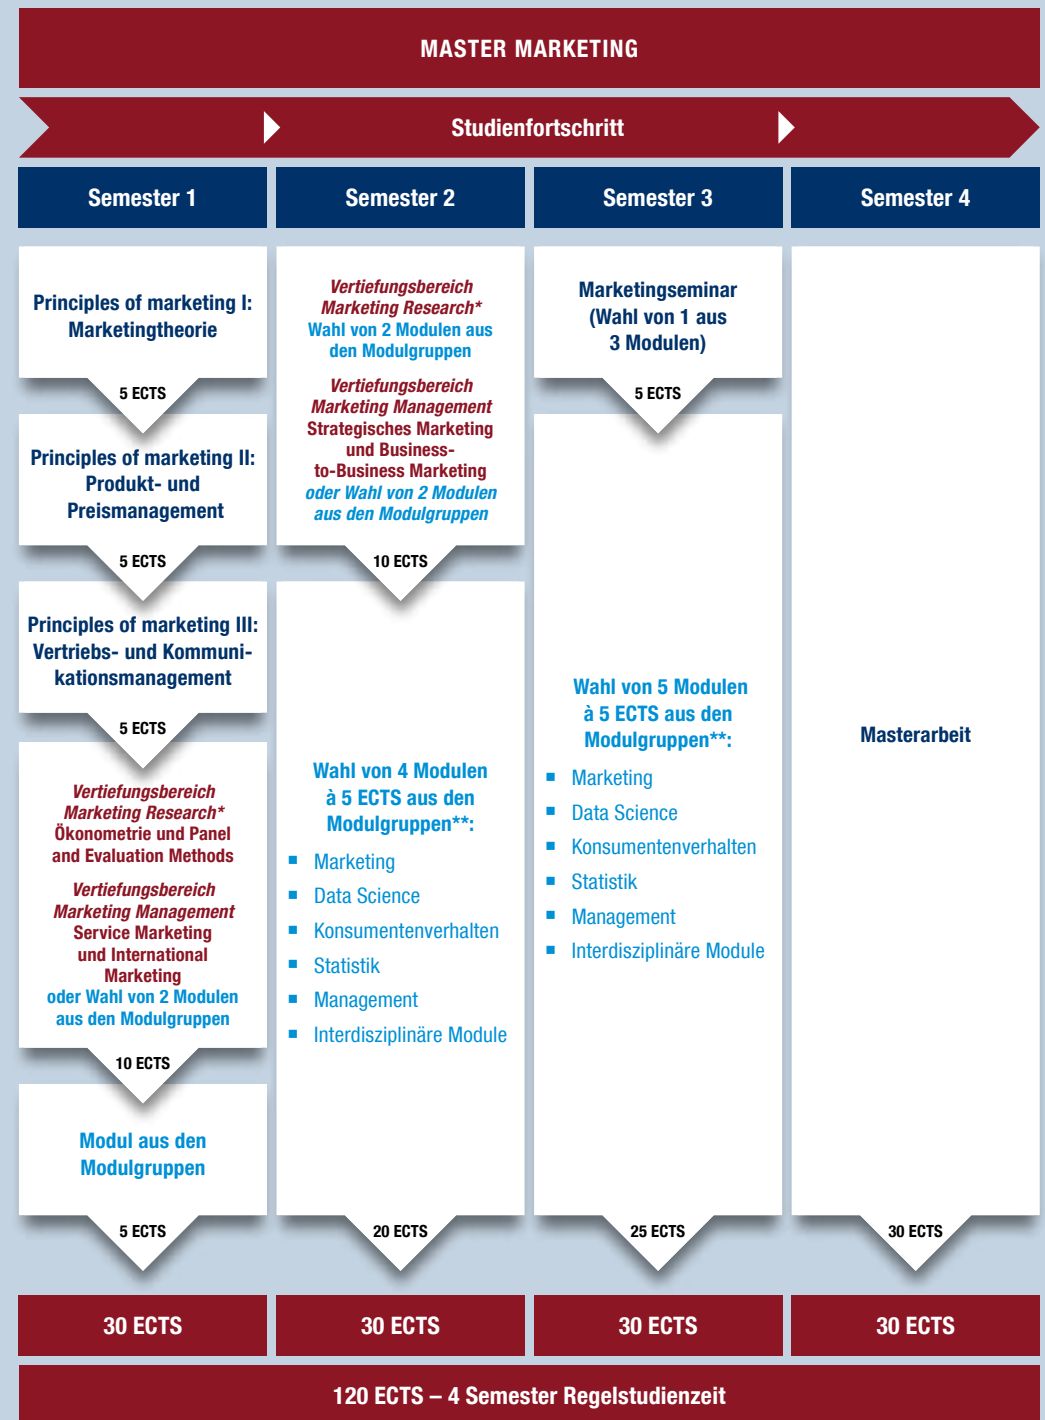 MASTER MARKETING
Studienfortschritt
Semester 1
Principles of marketing I:
Marketingtheorie
5 ECTS
Principles of marketing II:
Produkt- und
Preismanagement
5 ECTS
Principles of marketing III:
Vertriebs- und Kommuni-
kationsmanagement
5 ECTS
Vertiefungsbereich
Marketing Research*
Ökonometrie und Panel
and Evaluation Methods
Vertiefungsbereich
Marketing Management
Service Marketing
und International
Marketing
oder Wahl von 2 Modulen
aus den Modulgruppen
10 ECTS
Modul aus den
Modulgruppen
5 ECTS
30 ECTS
Semester 2
Vertiefungsbereich
Marketing Research*
Wahl von 2 Modulen aus
den Modulgruppen
Vertiefungsbereich
Marketing Management
Strategisches Marketing
und Business-
to-Business Marketing
oder Wahl von 2 Modulen
aus den Modulgruppen
10 ECTS
Wahl von 4 Modulen
à 5 ECTS aus den
Modulgruppen**:
▪ Marketing
▪ Data Science
▪ Konsumentenverhalten
▪ Statistik
▪ Management
▪ Interdisziplinäre Module
20 ECTS
30 ECTS
Semester 3
Marketingseminar
(Wahl von 1 aus
3 Modulen)
5 ECTS
Wahl von 5 Modulen
à 5 ECTS aus den
Modulgruppen**:
▪ Marketing
▪ Data Science
▪ Konsumentenverhalten
▪ Statistik
▪ Management
▪ Interdisziplinäre Module
25 ECTS
30 ECTS
Semester 4
Masterarbeit
30 ECTS
30 ECTS
120 ECTS – 4 Semester Regelstudienzeit